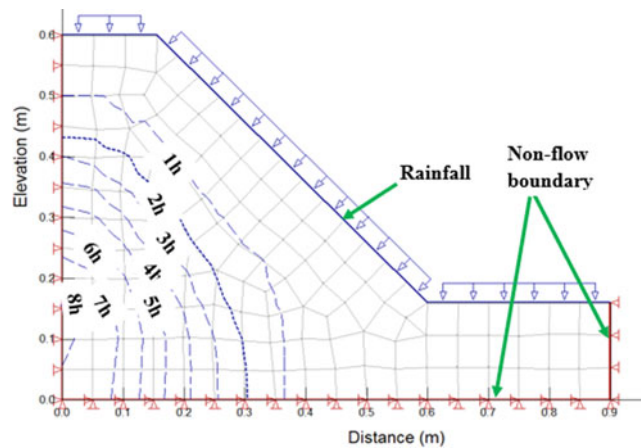 0.6
0.5
0.4
0.3
0.2
0.1
0.0
Elevation (m)
1h
2h
3h
4h
5h
6h
7h
8h
Rainfall
Non-flow
boundary
0.0 0.1 0.2 0.3 0.4 0.5 0.6 0.7 0.8 0.9
Distance (m)